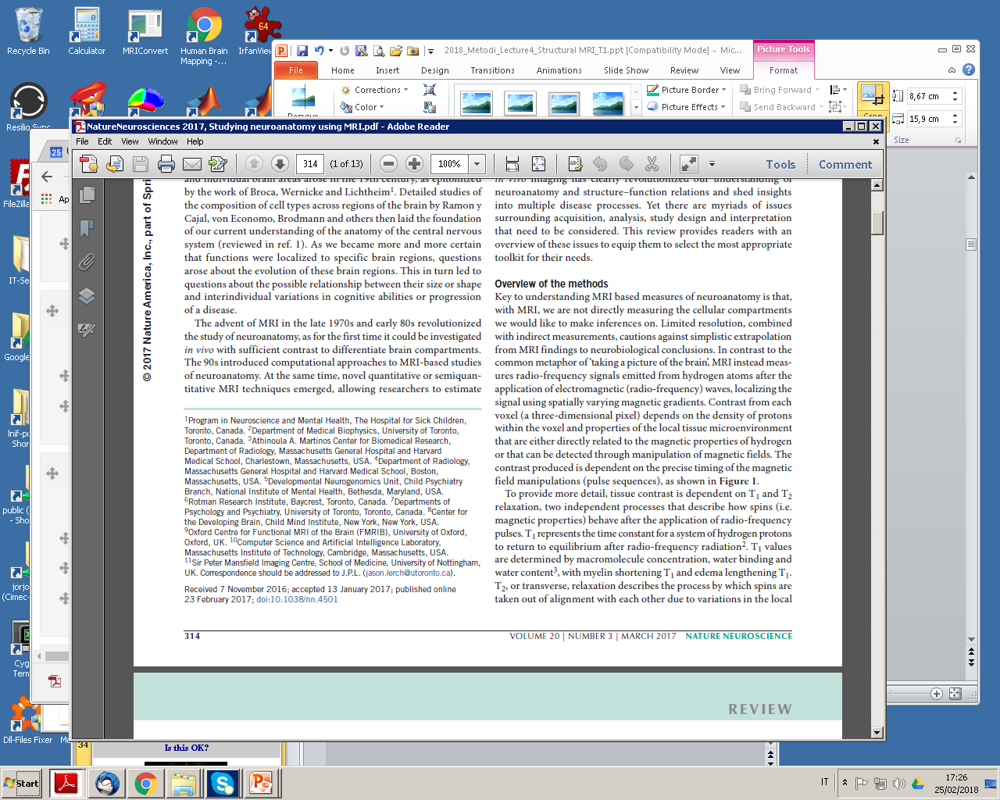 Recycle Bin
Calculator
MRIConvert
Human Brain
Mapping -...
IrfanView
64
Resilio Sync
FileZilla
IT-Se
Google
lnif-pu
Shor
public (
- Sho
jorjo
(Cimec-
Cyg
Term
Dll-Files Fixer
Mo
2018_Metodi_Lecture4_Structural MRI_T1.ppt [Compatibility Mode] - Mic...
Picture Tools
File
Home
Insert
Design
Transitions
Animations
Slide Show
Review
View
Format
Corrections
Color
Picture Border
Picture Effects
Bring Forward
Send Backward
Crop
8,67 cm
15,9 cm
Size
25
Ap
NatureNeurosciences 2017, Studying neuroanatomy using MRI.pdf - Adobe Reader
File Edit View Window Help
314 (1 of 13) 100% Tools Comment
© 2017 Nature America, Inc., part of Spri
and individual brain areas arose in the 19th century, as epitomized
by the work of Broca, Wernicke and Lichtheim1. Detailed studies of
the composition of cell types across regions of the brain by Ramon y
Cajal, von Economo, Brodmann and others then laid the foundation
of our current understanding of the anatomy of the central nervous
system (reviewed in ref. 1). As we became more and more certain
that functions were localized to specific brain regions, questions
arose about the evolution of these brain regions. This in turn led to
questions about the possible relationship between their size or shape
and interindividual variations in cognitive abilities or progression
of a disease.
The advent of MRI in the late 1970s and early 80s revolutionized
the study of neuroanatomy, as for the first time it could be investigated
in vivo with sufficient contrast to differentiate brain compartments.
The 90s introduced computational approaches to MRI-based studies
of neuroanatomy. At the same time, novel quantitative or semiquan-
titative MRI techniques emerged, allowing researchers to estimate
1Program in Neuroscience and Mental Health, The Hospital for Sick Children,
Toronto, Canada. 2Department of Medical Biophysics, University of Toronto,
Toronto, Canada. 3Athinoula A. Martinos Center for Biomedical Research,
Department of Radiology, Massachusetts General Hospital and Harvard
Medical School, Charlestown, Massachusetts, USA. 4Department of Radiology,
Massachusetts General Hospital and Harvard Medical School, Boston,
Massachusetts, USA. 5Developmental Neurogenomics Unit, Child Psychiatry
Branch, National Institute of Mental Health, Bethesda, Maryland, USA.
6Rotman Research Institute, Baycrest, Toronto, Canada. 7Departments of
Psychology and Psychiatry, University of Toronto, Toronto, Canada. 8Center for
the Developing Brain, Child Mind Institute, New York, New York, USA.
9Oxford Centre for Functional MRI of the Brain (FMRIB), University of Oxford,
Oxford, UK. 10Computer Science and Artificial Intelligence Laboratory,
Massachusetts Institute of Technology, Cambridge, Massachusetts, USA.
11Sir Peter Mansfield Imaging Centre, School of Medicine, University of Nottingham,
UK. Correspondence should be addressed to J.P.L. (jason.lerch@utoronto.ca).
Received 7 November 2016; accepted 13 January 2017; published online
23 February 2017; doi:10.1038/nn.4501
in vivo imaging has clearly revolutionized our understanding of
neuroanatomy and structure–function relations and shed insights
into multiple disease processes. Yet there are myriads of issues
surrounding acquisition, analysis, study design and interpretation
that need to be considered. This review provides readers with an
overview of these issues to equip them to select the most appropriate
toolkit for their needs.
Overview of the methods
Key to understanding MRI based measures of neuroanatomy is that,
with MRI, we are not directly measuring the cellular compartments
we would like to make inferences on. Limited resolution, combined
with indirect measurements, cautions against simplistic extrapolation
from MRI findings to neurobiological conclusions. In contrast to the
common metaphor of ‘taking a picture of the brain’, MRI instead meas-
ures radio-frequency signals emitted from hydrogen atoms after the
application of electromagnetic (radio-frequency) waves, localizing the
signal using spatially varying magnetic gradients. Contrast from each
voxel (a three-dimensional pixel) depends on the density of protons
within the voxel and properties of the local tissue microenvironment
that are either directly related to the magnetic properties of hydrogen
or that can be detected through manipulation of magnetic fields. The
contrast produced is dependent on the precise timing of the magnetic
field manipulations (pulse sequences), as shown in Figure 1.
To provide more detail, tissue contrast is dependent on T1 and T2
relaxation, two independent processes that describe how spins (i.e.
magnetic properties) behave after the application of radio-frequency
pulses. T1 represents the time constant for a system of hydrogen protons
to return to equilibrium after radio-frequency radiation2. T1 values
are determined by macromolecule concentration, water binding and
water content3, with myelin shortening T1 and edema lengthening T1.
T2, or transverse, relaxation describes the process by which spins are
taken out of alignment with each other due to variations in the local
314
VOLUME 20 | NUMBER 3 | MARCH 2017 NATURE NEUROSCIENCE
REVIEW
34
Is this OK?
Start
IT
17:26
25/02/2018